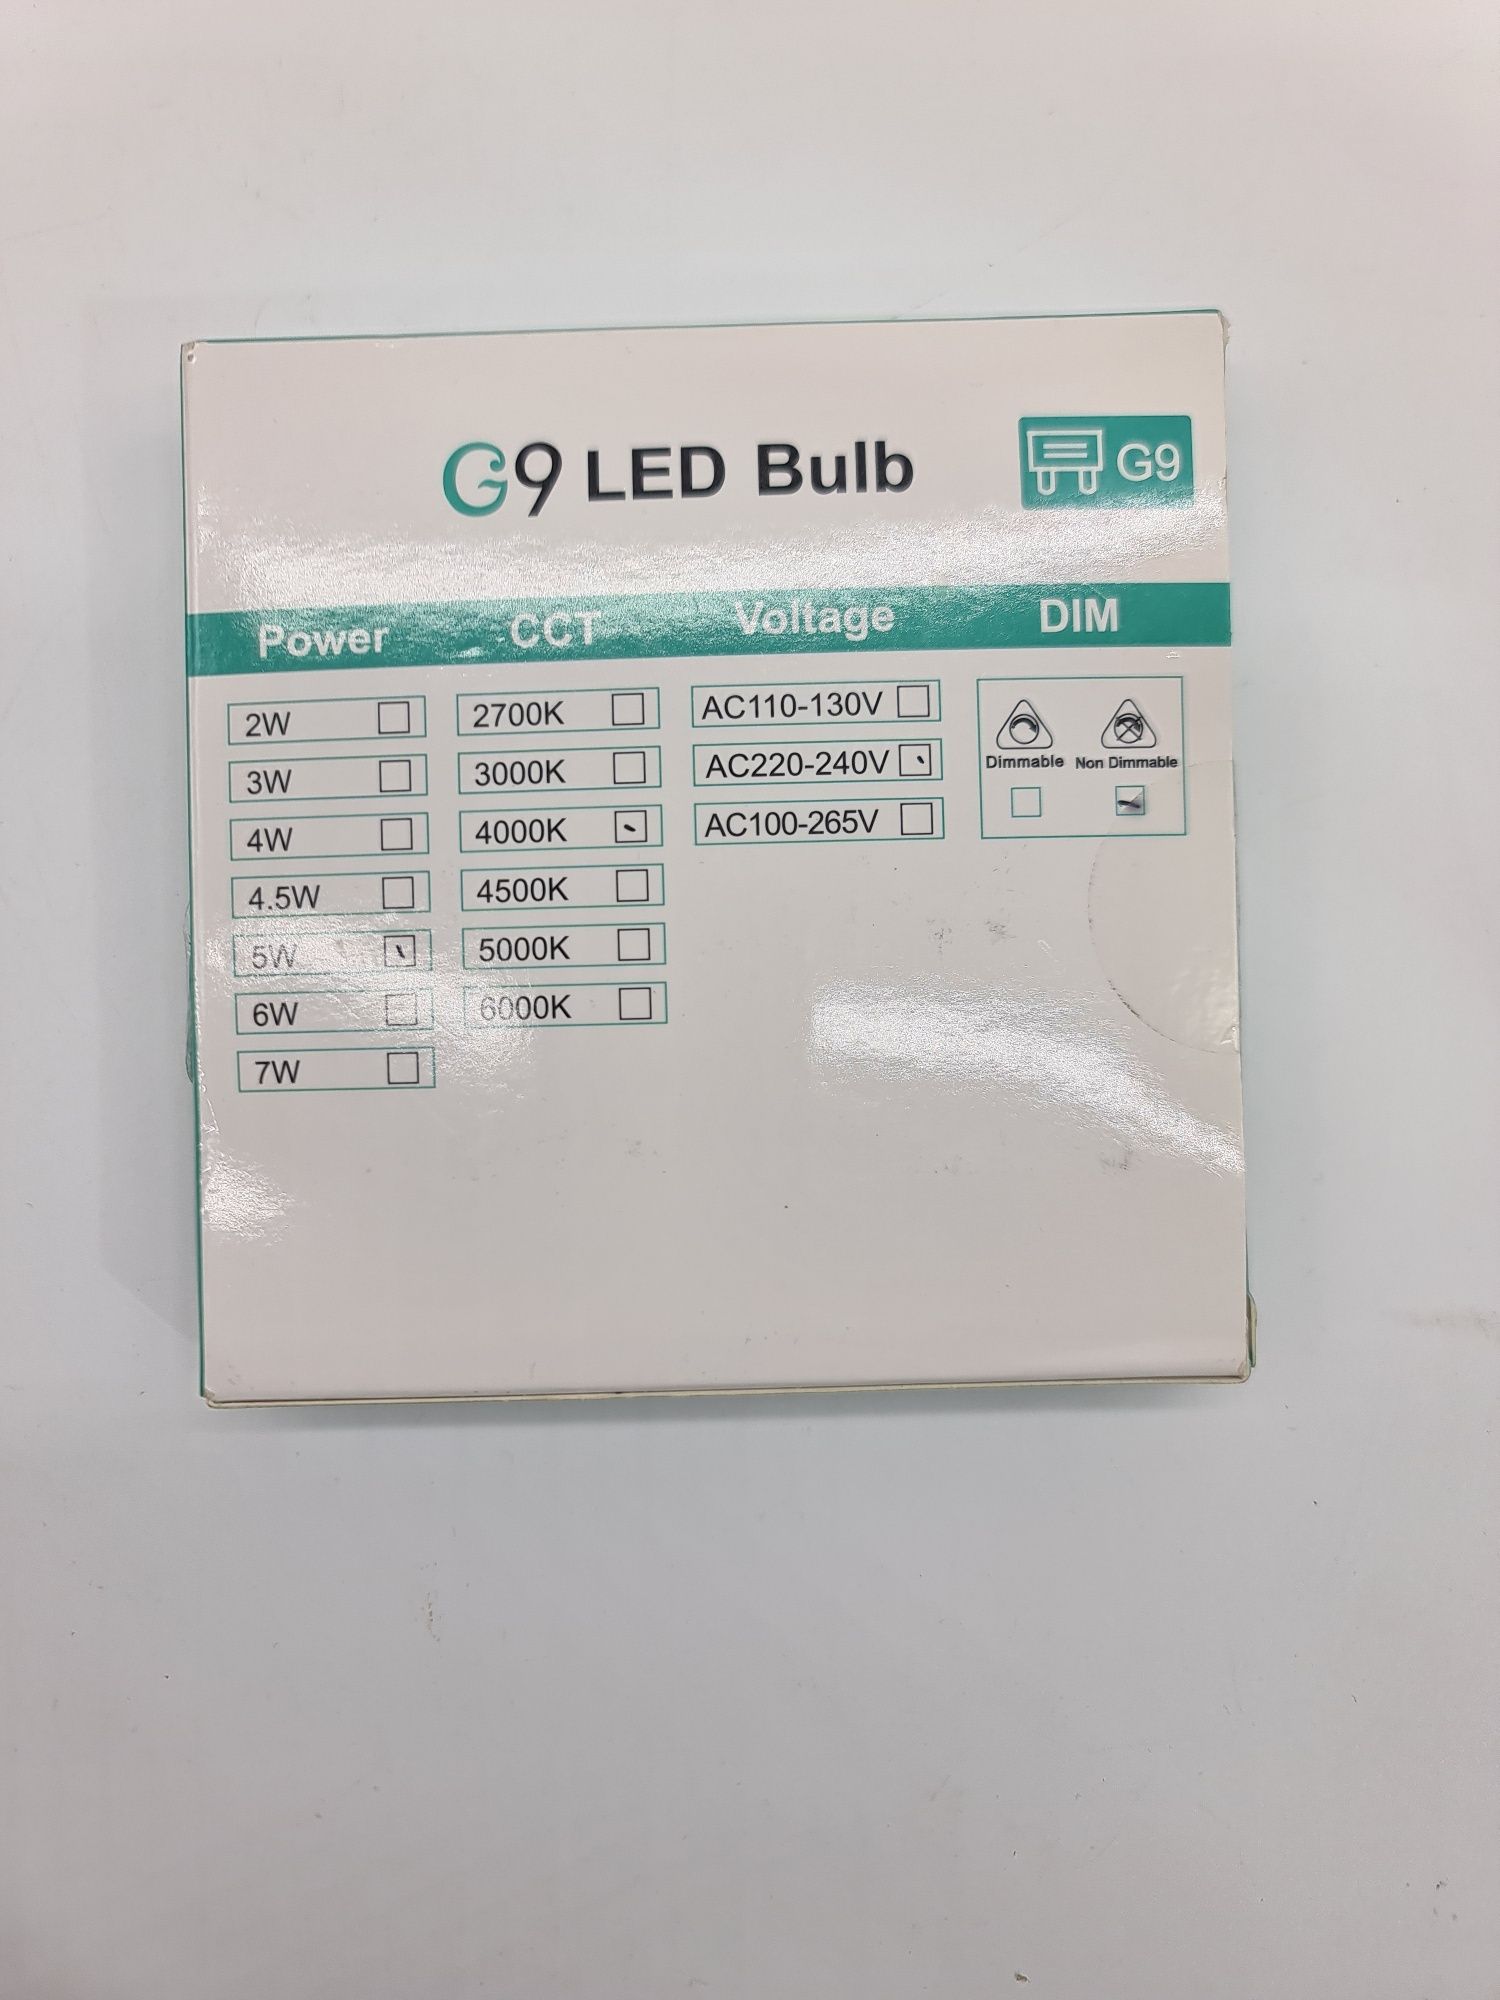 G9 LED Bulb
G9
Power CCT Voltage DIM
2W 2700K AC110-130V
3W 3000K AC220-240V
4W 4000K AC100-265V
4.5W 4500K
5W 5000K
6W 6000K
7W
Dimmable Non Dimmable